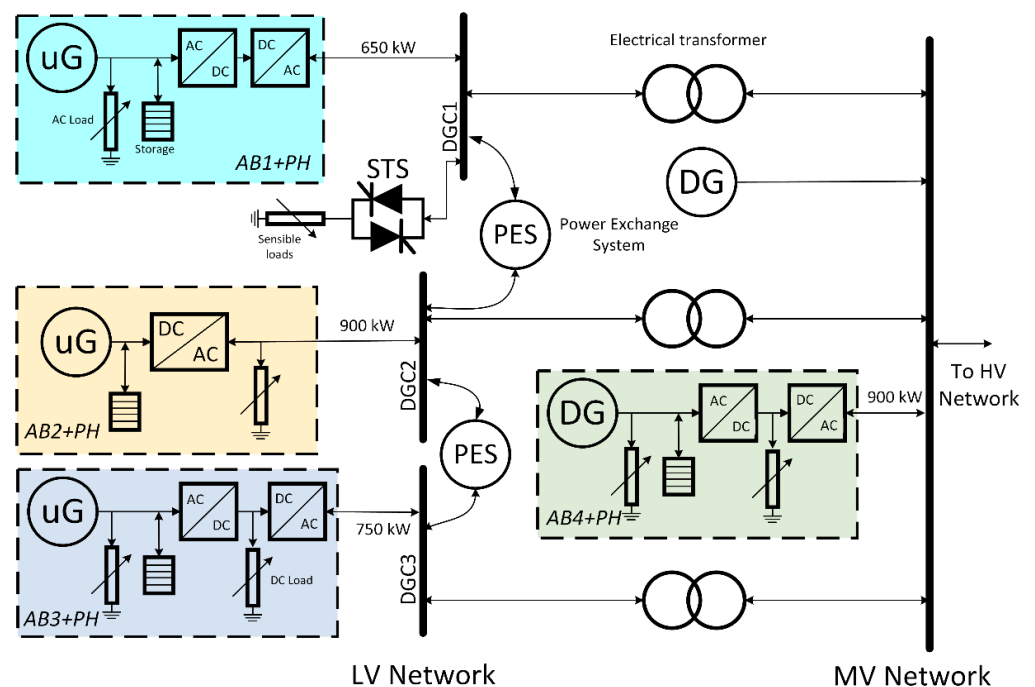 uG
AC
DC
DC
AC
650 kW
AC Load
Storage
AB1+PH
DGC1
Electrical transformer
DG
STS
Sensible
loads
PES
Power Exchange
System
uG
DC
AC
900 kW
AB2+PH
DGC2
To HV
Network
DG
AC
DC
DC
AC
900 kW
AB4+PH
PES
uG
AC
DC
DC
AC
750 kW
DC Load
AB3+PH
DGC3
LV Network
MV Network